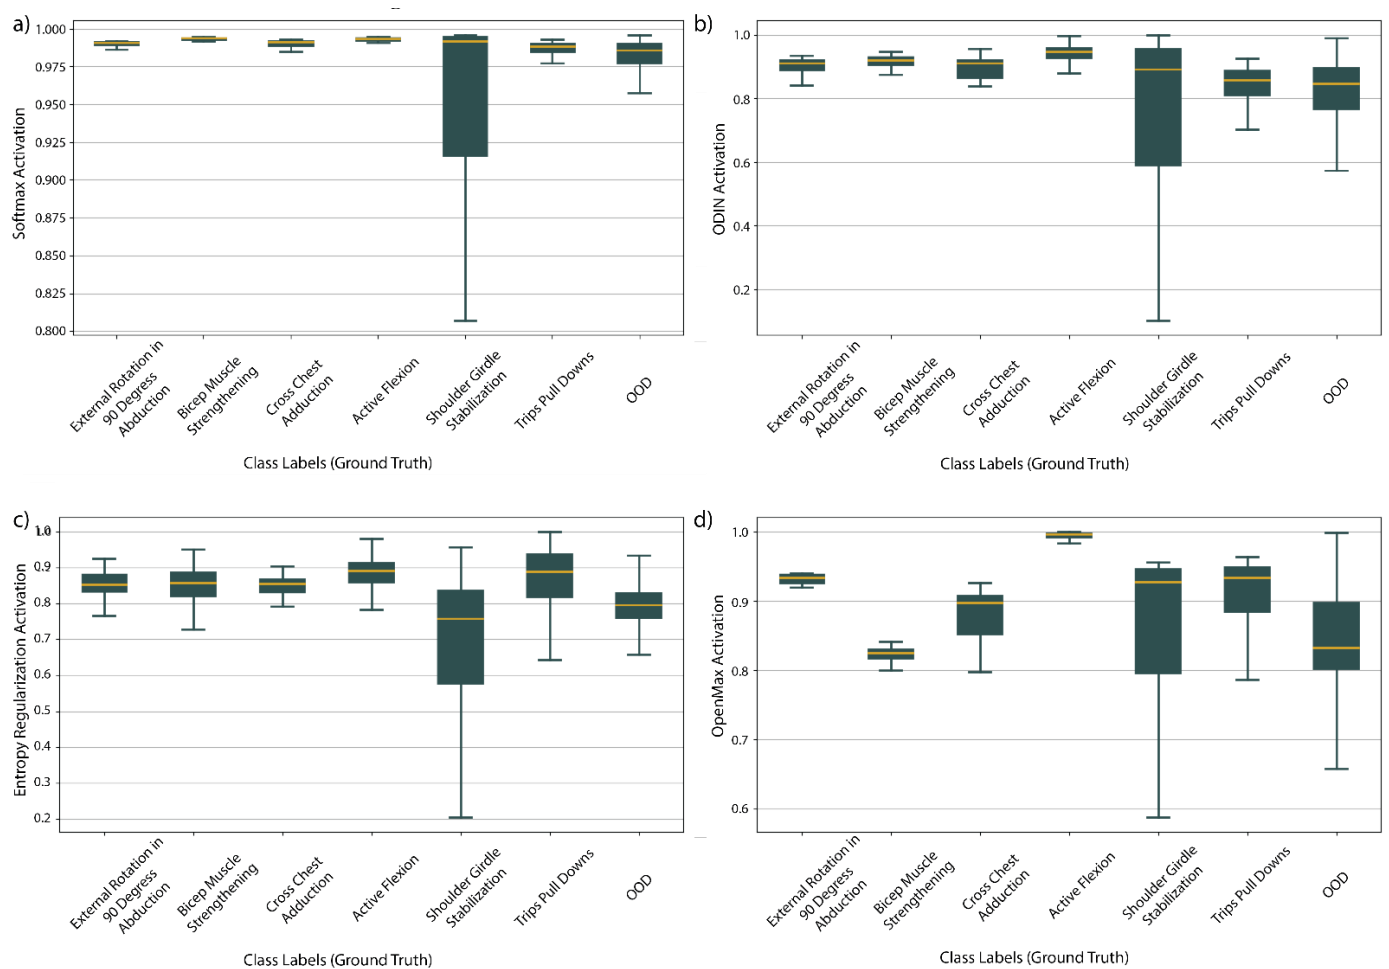 a)
1.000
0.975
0.950
0.925
0.900
0.875
0.850
0.825
0.800
Softmax Activation
External Rotation in
90 Degress
Abduction
Bicep Muscle
Strengthening
Cross Chest
Adduction
Active Flexion
Shoulder Girdle
Stabilization
Trips Pull Downs
OOD
Class Labels (Ground Truth)
b)
1.0
0.8
0.6
0.4
0.2
ODIN Activation
External Rotation in
90 Degress
Abduction
Bicep Muscle
Strengthening
Cross Chest
Adduction
Active Flexion
Shoulder Girdle
Stabilization
Trips Pull Downs
OOD
Class Labels (Ground Truth)
c)
1.0
0.9
0.8
0.7
0.6
0.5
0.4
0.3
0.2
Entropy Regularization Activation
External Rotation in
90 Degress
Abduction
Bicep Muscle
Strengthening
Cross Chest
Adduction
Active Flexion
Shoulder Girdle
Stabilization
Trips Pull Downs
OOD
Class Labels (Ground Truth)
d)
1.0
0.9
0.8
0.7
0.6
OpenMax Activation
External Rotation in
90 Degress
Abduction
Bicep Muscle
Strengthening
Cross Chest
Adduction
Active Flexion
Shoulder Girdle
Stabilization
Trips Pull Downs
OOD
Class Labels (Ground Truth)